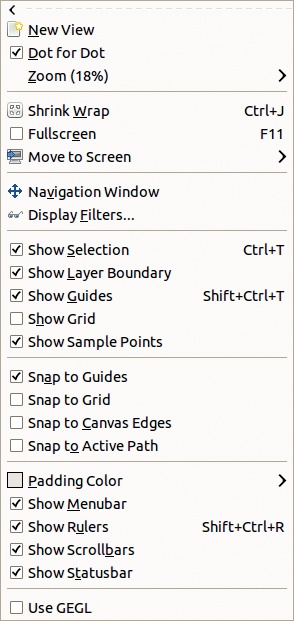 New View
Dot for Dot
Zoom (18%)
Shrink Wrap Ctrl+J
Fullscreen F11
Move to Screen
Navigation Window
Display Filters...
Show Selection Ctrl+T
Show Layer Boundary
Show Guides Shift+Ctrl+T
Show Grid
Show Sample Points
Snap to Guides
Snap to Grid
Snap to Canvas Edges
Snap to Active Path
Padding Color
Show Menubar
Show Rulers Shift+Ctrl+R
Show Scrollbars
Show Statusbar
Use GEGL